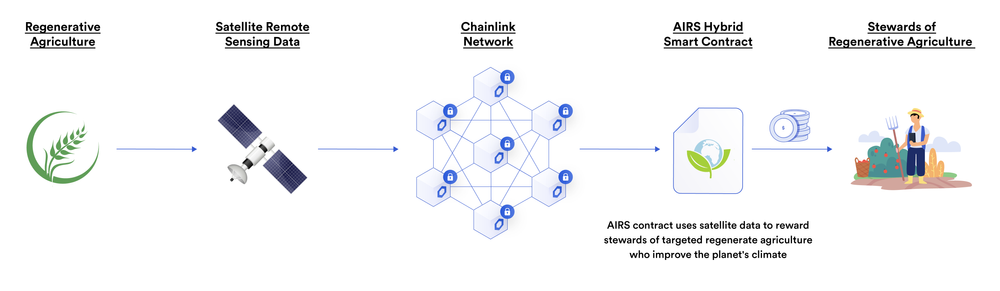 Regenerative
Agriculture
Satellite Remote
Sensing Data
Chainlink
Network
AIRS Hybrid
Smart Contract
Stewards of
Regenerative Agriculture
$
AIRS contract uses satellite data to reward
stewards of targeted regenerate agriculture
who improve the planet's climate